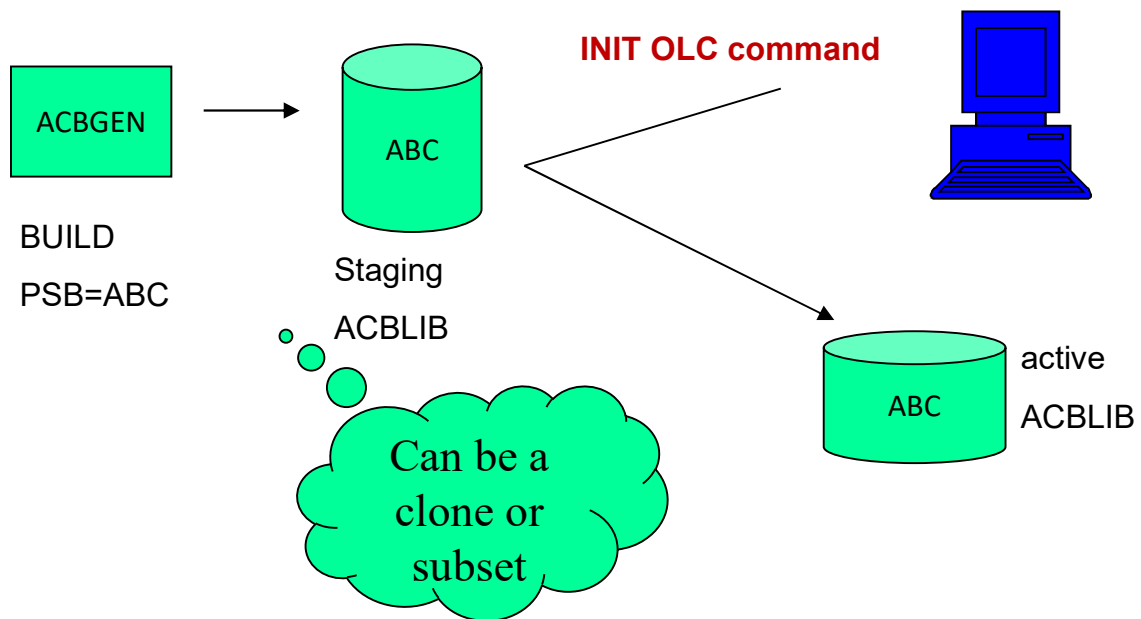 INIT OLC command
ACBGEN
BUILD
PSB=ABC
ABC
Staging
ACBLIB
Can be a
clone or
subset
ABC
active
ACBLIB